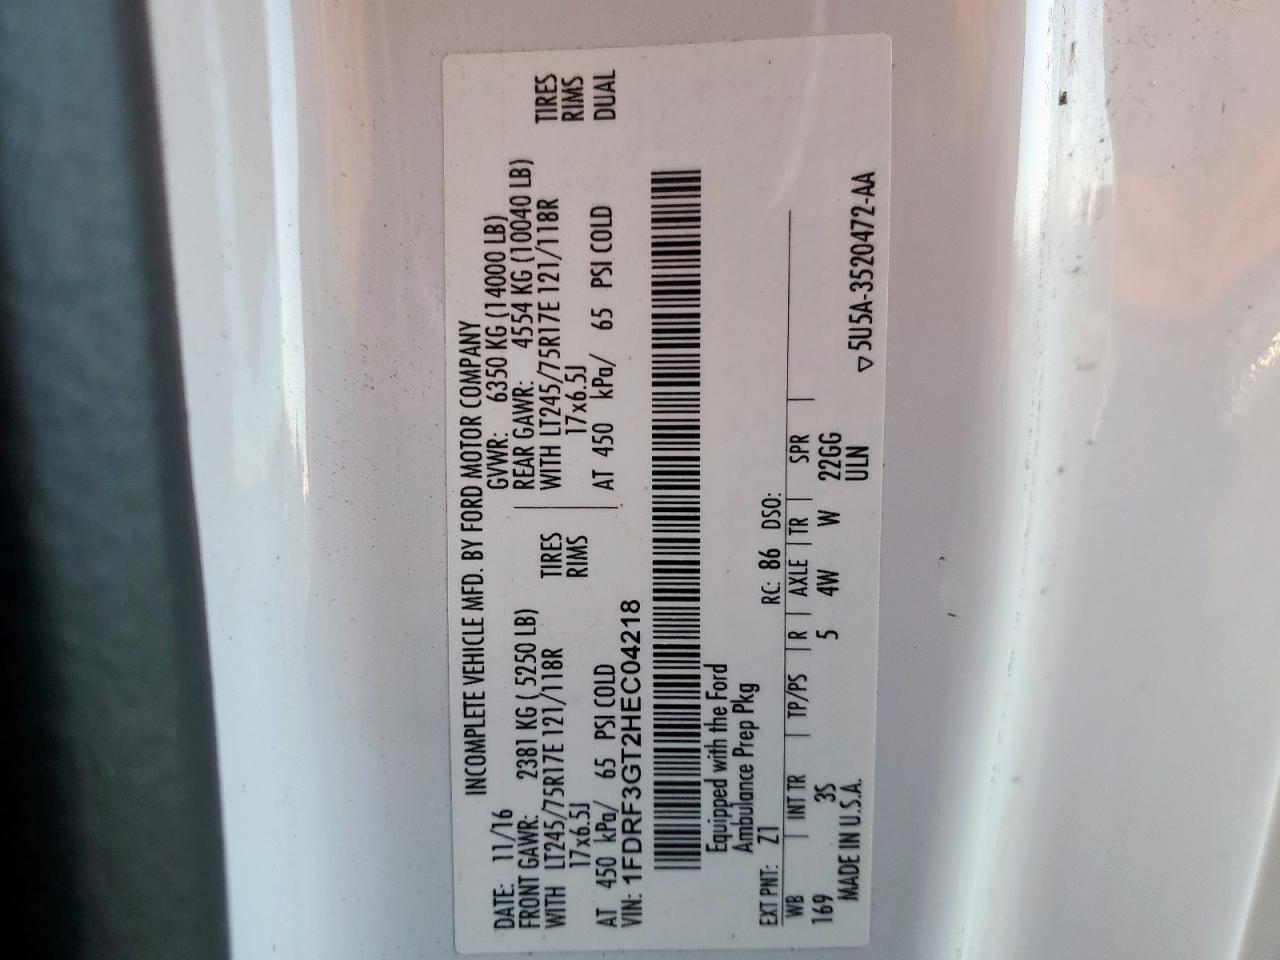 INCOMPLETE VEHICLE MFD. BY FORD MOTOR COMPANY
DATE: 11/16 GVWR: 6350 KG (14000 LB)
FRONT GAWR: 2381 KG ( 5250 LB) REAR GAWR: 4554 KG (10040 LB)
WITH LT245/75R17E 121/118R TIRES WITH LT245/75R17E 121/118R TIRES
17x6.5J RIMS 17x6.5J RIMS
AT 450 kPa/ 65 PSI COLD AT 450 kPa/ 65 PSI COLD DUAL
VIN: 1FDRF3GT2HEC04218
Equipped with the Ford
Ambulance Prep Pkg
EXT PNT: Z1 RC: 86 DSO:
WB | INT TR | TP/PS | R | AXLE | TR | SPR
169 3S 5 4W W 22GG
MADE IN U.S.A. ULN
▽5U5A-3520472-AA